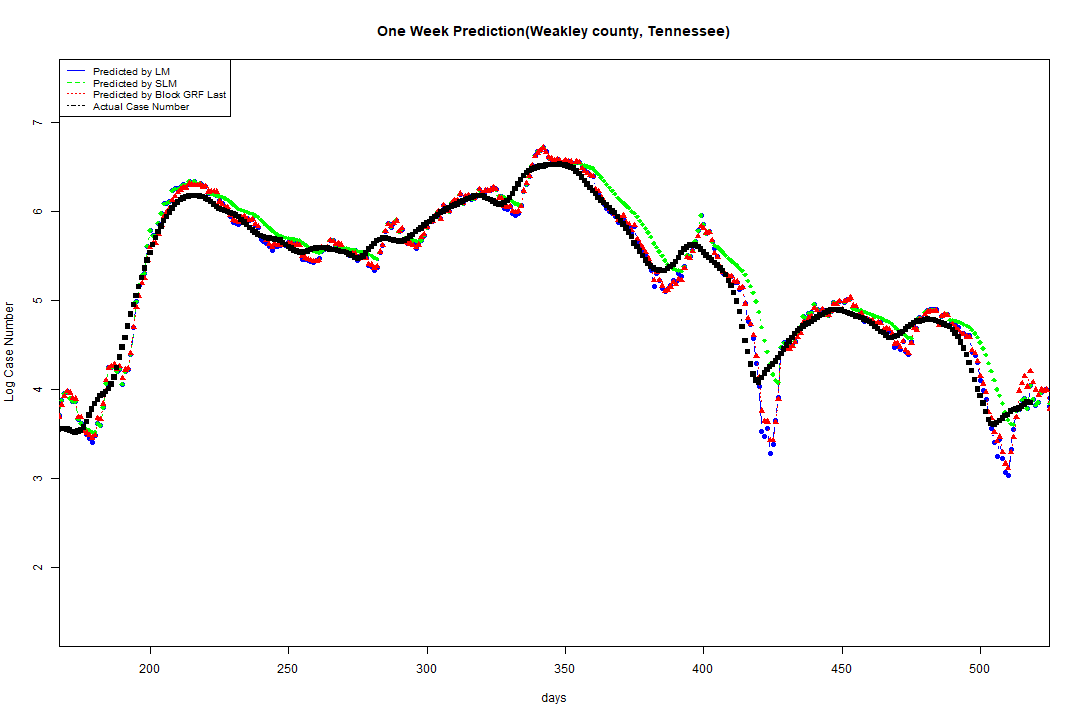 One Week Prediction(Weakley county, Tennessee)
Predicted by LM
Predicted by SLM
Predicted by Block GRF Last
Actual Case Number
7
6
5
4
3
2
Log Case Number
200 250 300 350 400 450 500
days